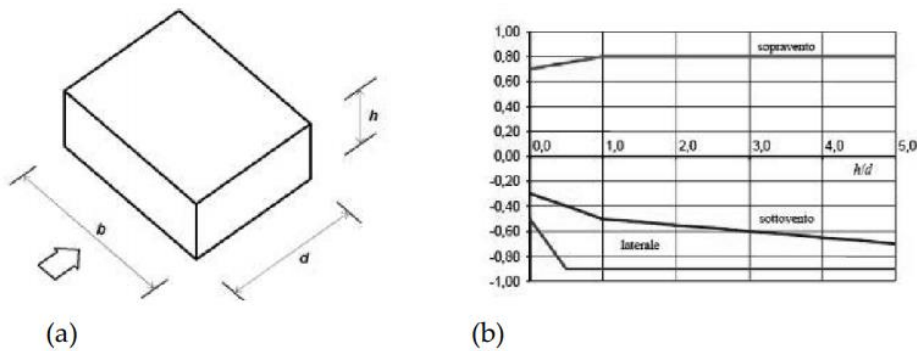 h
b
d
(a)
1,00
0,80
0,60
0,40
0,20
0,00
-0,20
-0,40
-0,60
-0,80
-1,00
sopravento
0,0 1,0 2,0 3,0 4,0 5,0
h/d
sottovento
laterale
(b)